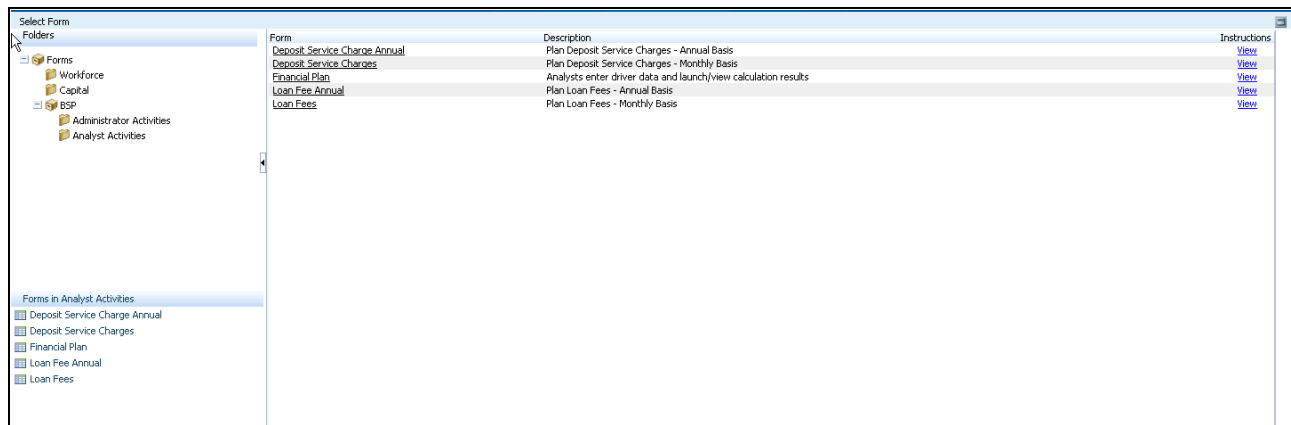 Select Form
Folders
Forms
Workforce
Capital
BSP
Administrator Activities
Analyst Activities
Form Description Instructions
Deposit Service Charge Annual Plan Deposit Service Charges - Annual Basis View
Deposit Service Charges Plan Deposit Service Charges - Monthly Basis View
Financial Plan Analysts enter driver data and launch/view calculation results View
Loan Fee Annual Plan Loan Fees - Annual Basis View
Loan Fees Plan Loan Fees - Monthly Basis View
Forms in Analyst Activities
Deposit Service Charge Annual
Deposit Service Charges
Financial Plan
Loan Fee Annual
Loan Fees